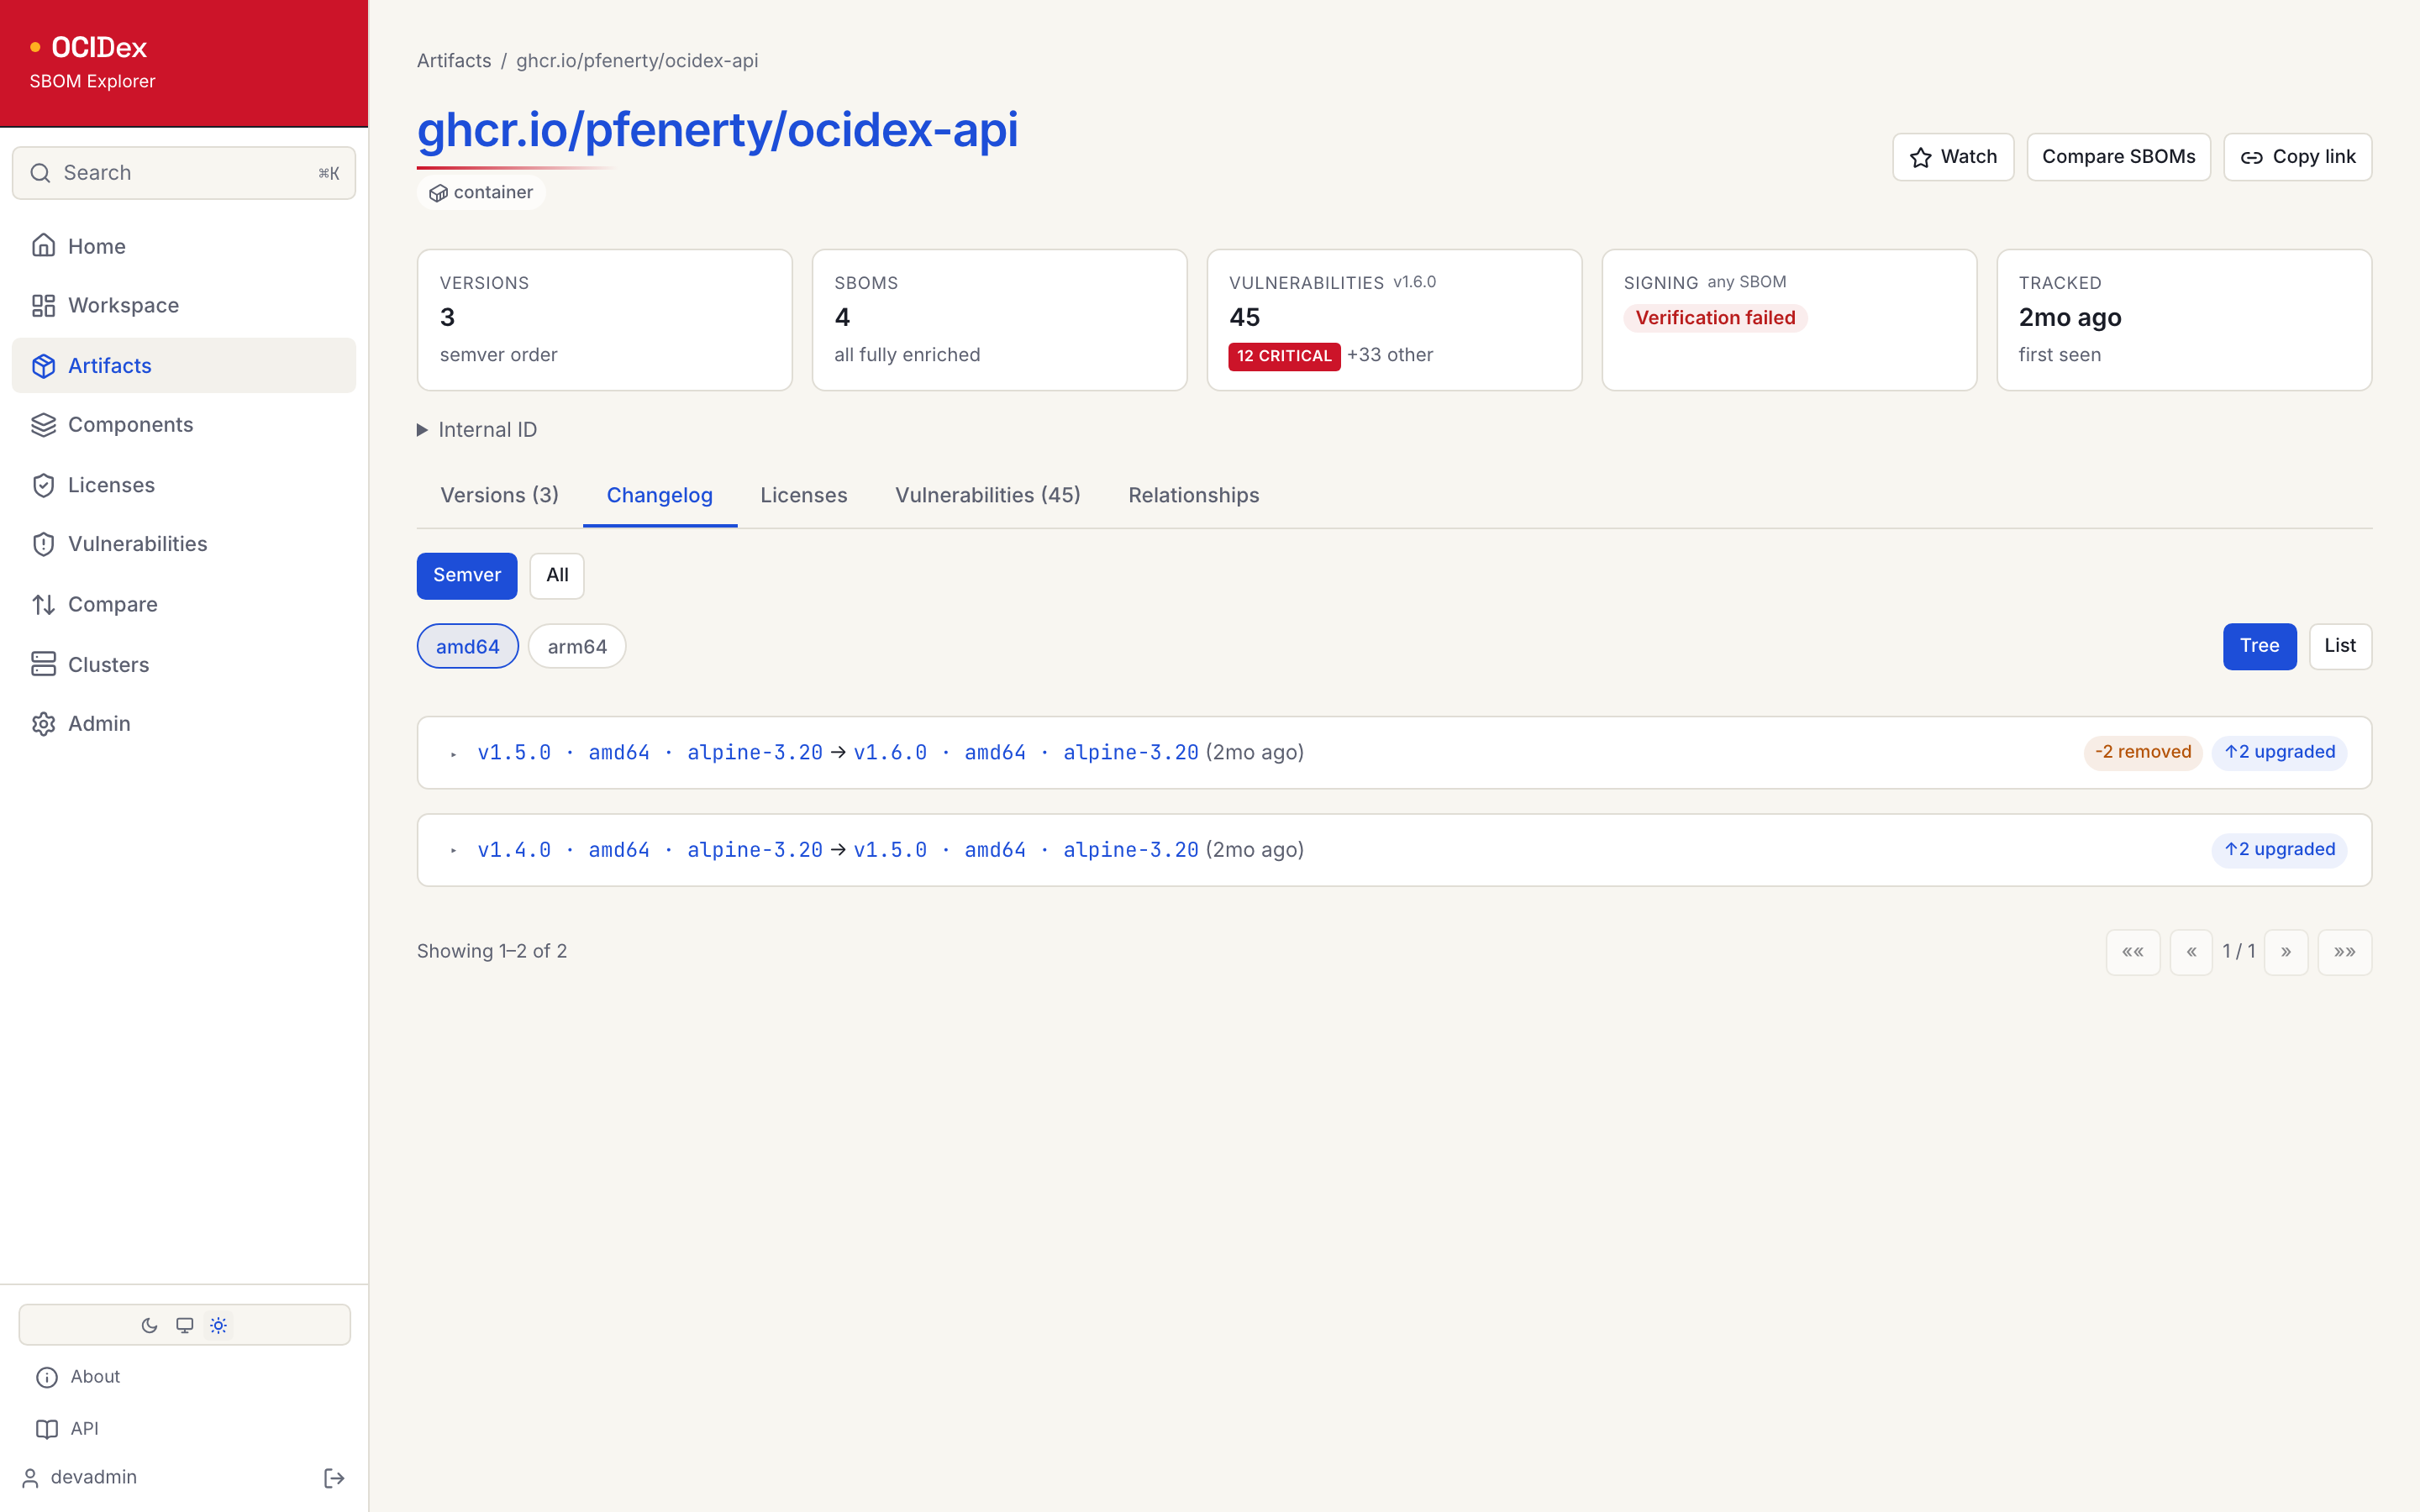 OCIDex
SBOM Explorer
Search ⌘K
Home
Workspace
Artifacts
Components
Licenses
Vulnerabilities
Compare
Clusters
Admin
About
API
devadmin
Artifacts / ghcr.io/pfenerty/ocidex-api
ghcr.io/pfenerty/ocidex-api
container
Watch
Compare SBOMs
Copy link
VERSIONS
3
semver order
SBOMS
4
all fully enriched
VULNERABILITIES v1.6.0
45
12 CRITICAL +33 other
SIGNING any SBOM
Verification failed
TRACKED
2mo ago
first seen
▶ Internal ID
Versions (3) Changelog Licenses Vulnerabilities (45) Relationships
Semver All
amd64 arm64
Tree List
▸ v1.5.0 · amd64 · alpine-3.20 → v1.6.0 · amd64 · alpine-3.20 (2mo ago) -2 removed ↑2 upgraded
▸ v1.4.0 · amd64 · alpine-3.20 → v1.5.0 · amd64 · alpine-3.20 (2mo ago) ↑2 upgraded
Showing 1–2 of 2
«« « 1 / 1 » »»